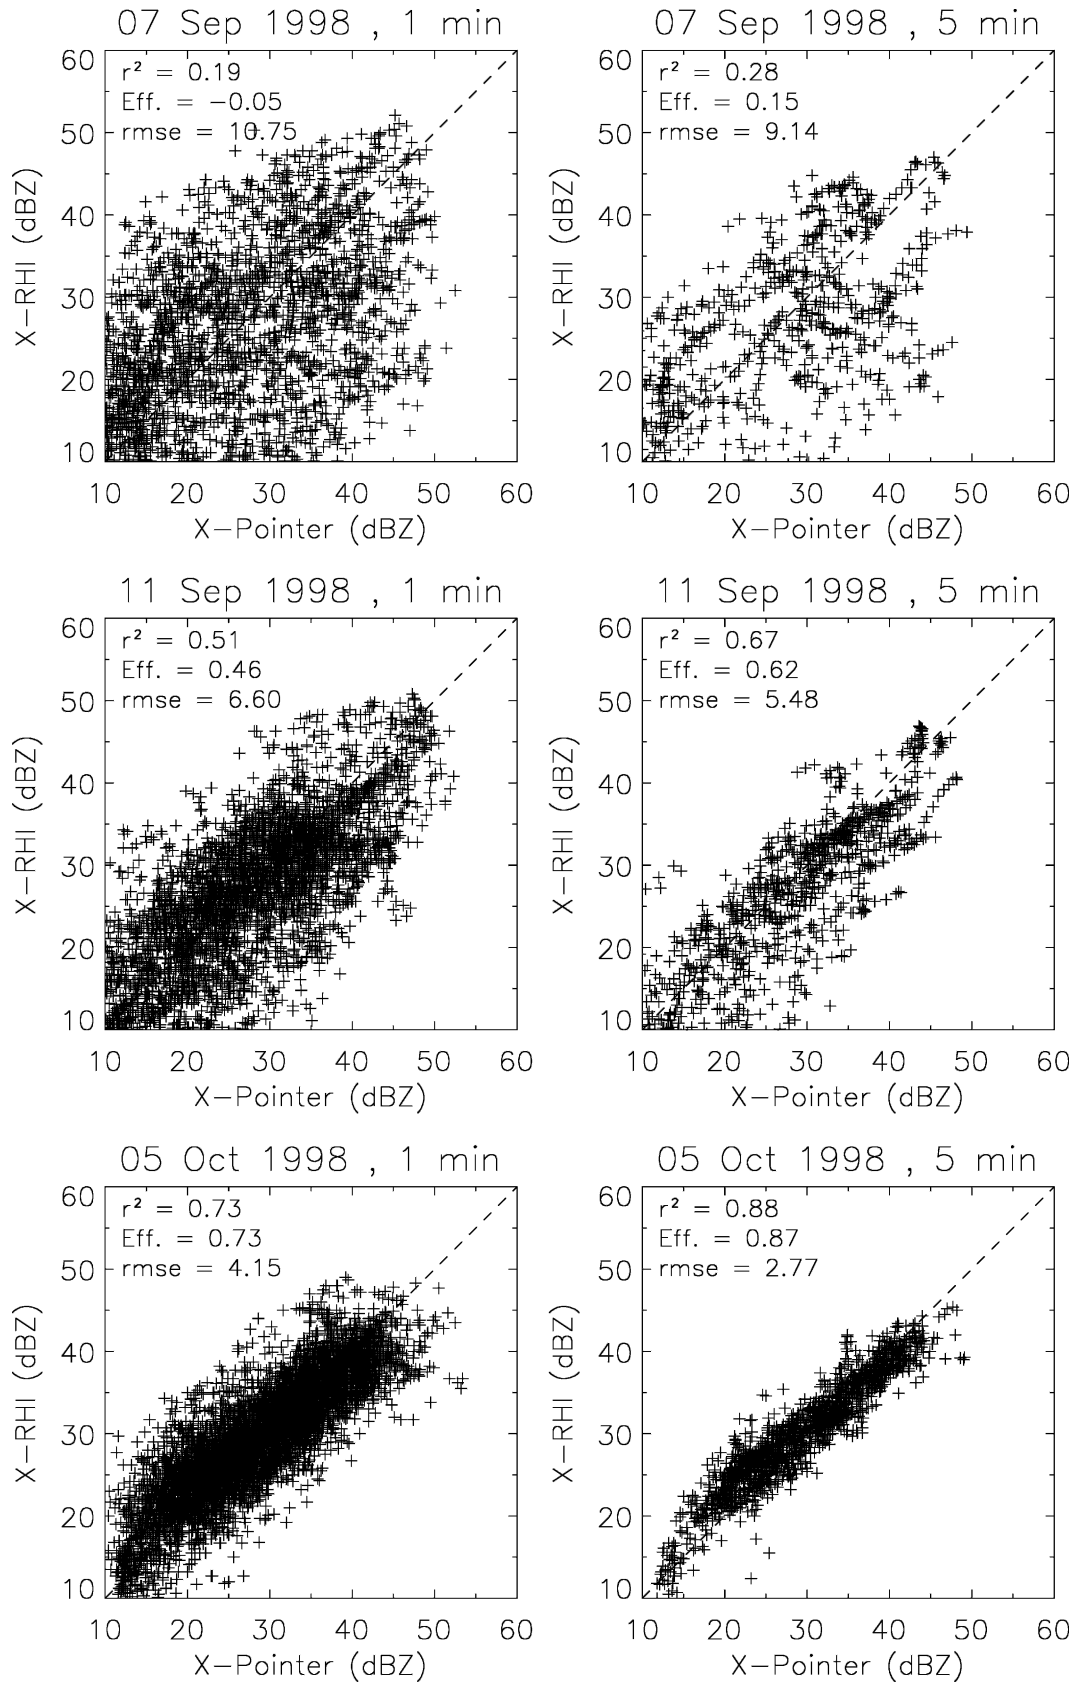 07 Sep 1998 , 1 min
r² = 0.19
Eff. = −0.05
rmse = 10.75
X−RHI (dBZ)
60
50
40
30
20
10
10 20 30 40 50 60
X−Pointer (dBZ)
07 Sep 1998 , 5 min
r² = 0.28
Eff. = 0.15
rmse = 9.14
X−RHI (dBZ)
60
50
40
30
20
10
10 20 30 40 50 60
X−Pointer (dBZ)
11 Sep 1998 , 1 min
r² = 0.51
Eff. = 0.46
rmse = 6.60
X−RHI (dBZ)
60
50
40
30
20
10
10 20 30 40 50 60
X−Pointer (dBZ)
11 Sep 1998 , 5 min
r² = 0.67
Eff. = 0.62
rmse = 5.48
X−RHI (dBZ)
60
50
40
30
20
10
10 20 30 40 50 60
X−Pointer (dBZ)
05 Oct 1998 , 1 min
r² = 0.73
Eff. = 0.73
rmse = 4.15
X−RHI (dBZ)
60
50
40
30
20
10
10 20 30 40 50 60
X−Pointer (dBZ)
05 Oct 1998 , 5 min
r² = 0.88
Eff. = 0.87
rmse = 2.77
X−RHI (dBZ)
60
50
40
30
20
10
10 20 30 40 50 60
X−Pointer (dBZ)